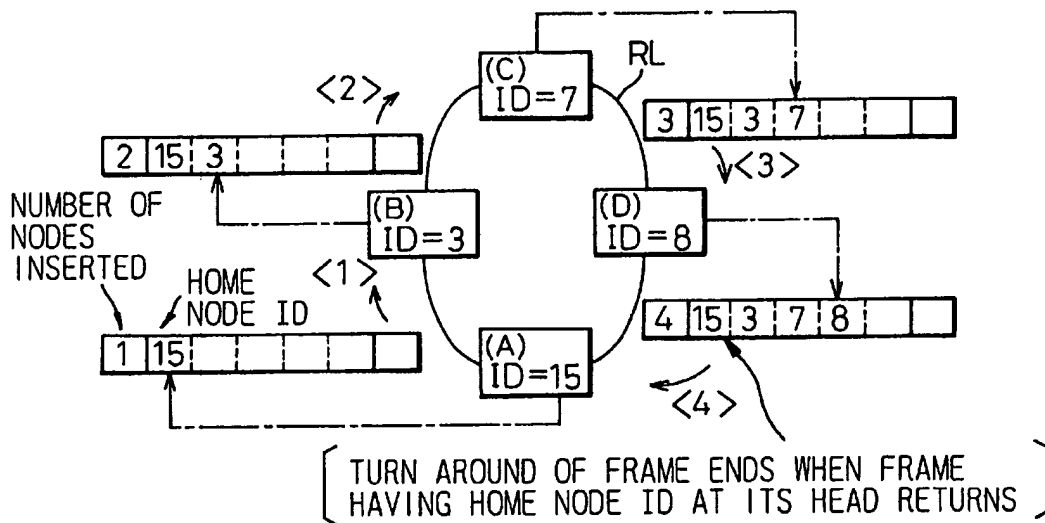 (C)
ID=7
RL
<2>
3 15 3 7
2 15 3
<3>
(B)
ID=3
(D)
ID=8
NUMBER OF
NODES
INSERTED
<1>
HOME
NODE ID
4 15 3 7 8
1 15
(A)
ID=15
<4>
TURN AROUND OF FRAME ENDS WHEN FRAME
HAVING HOME NODE ID AT ITS HEAD RETURNS